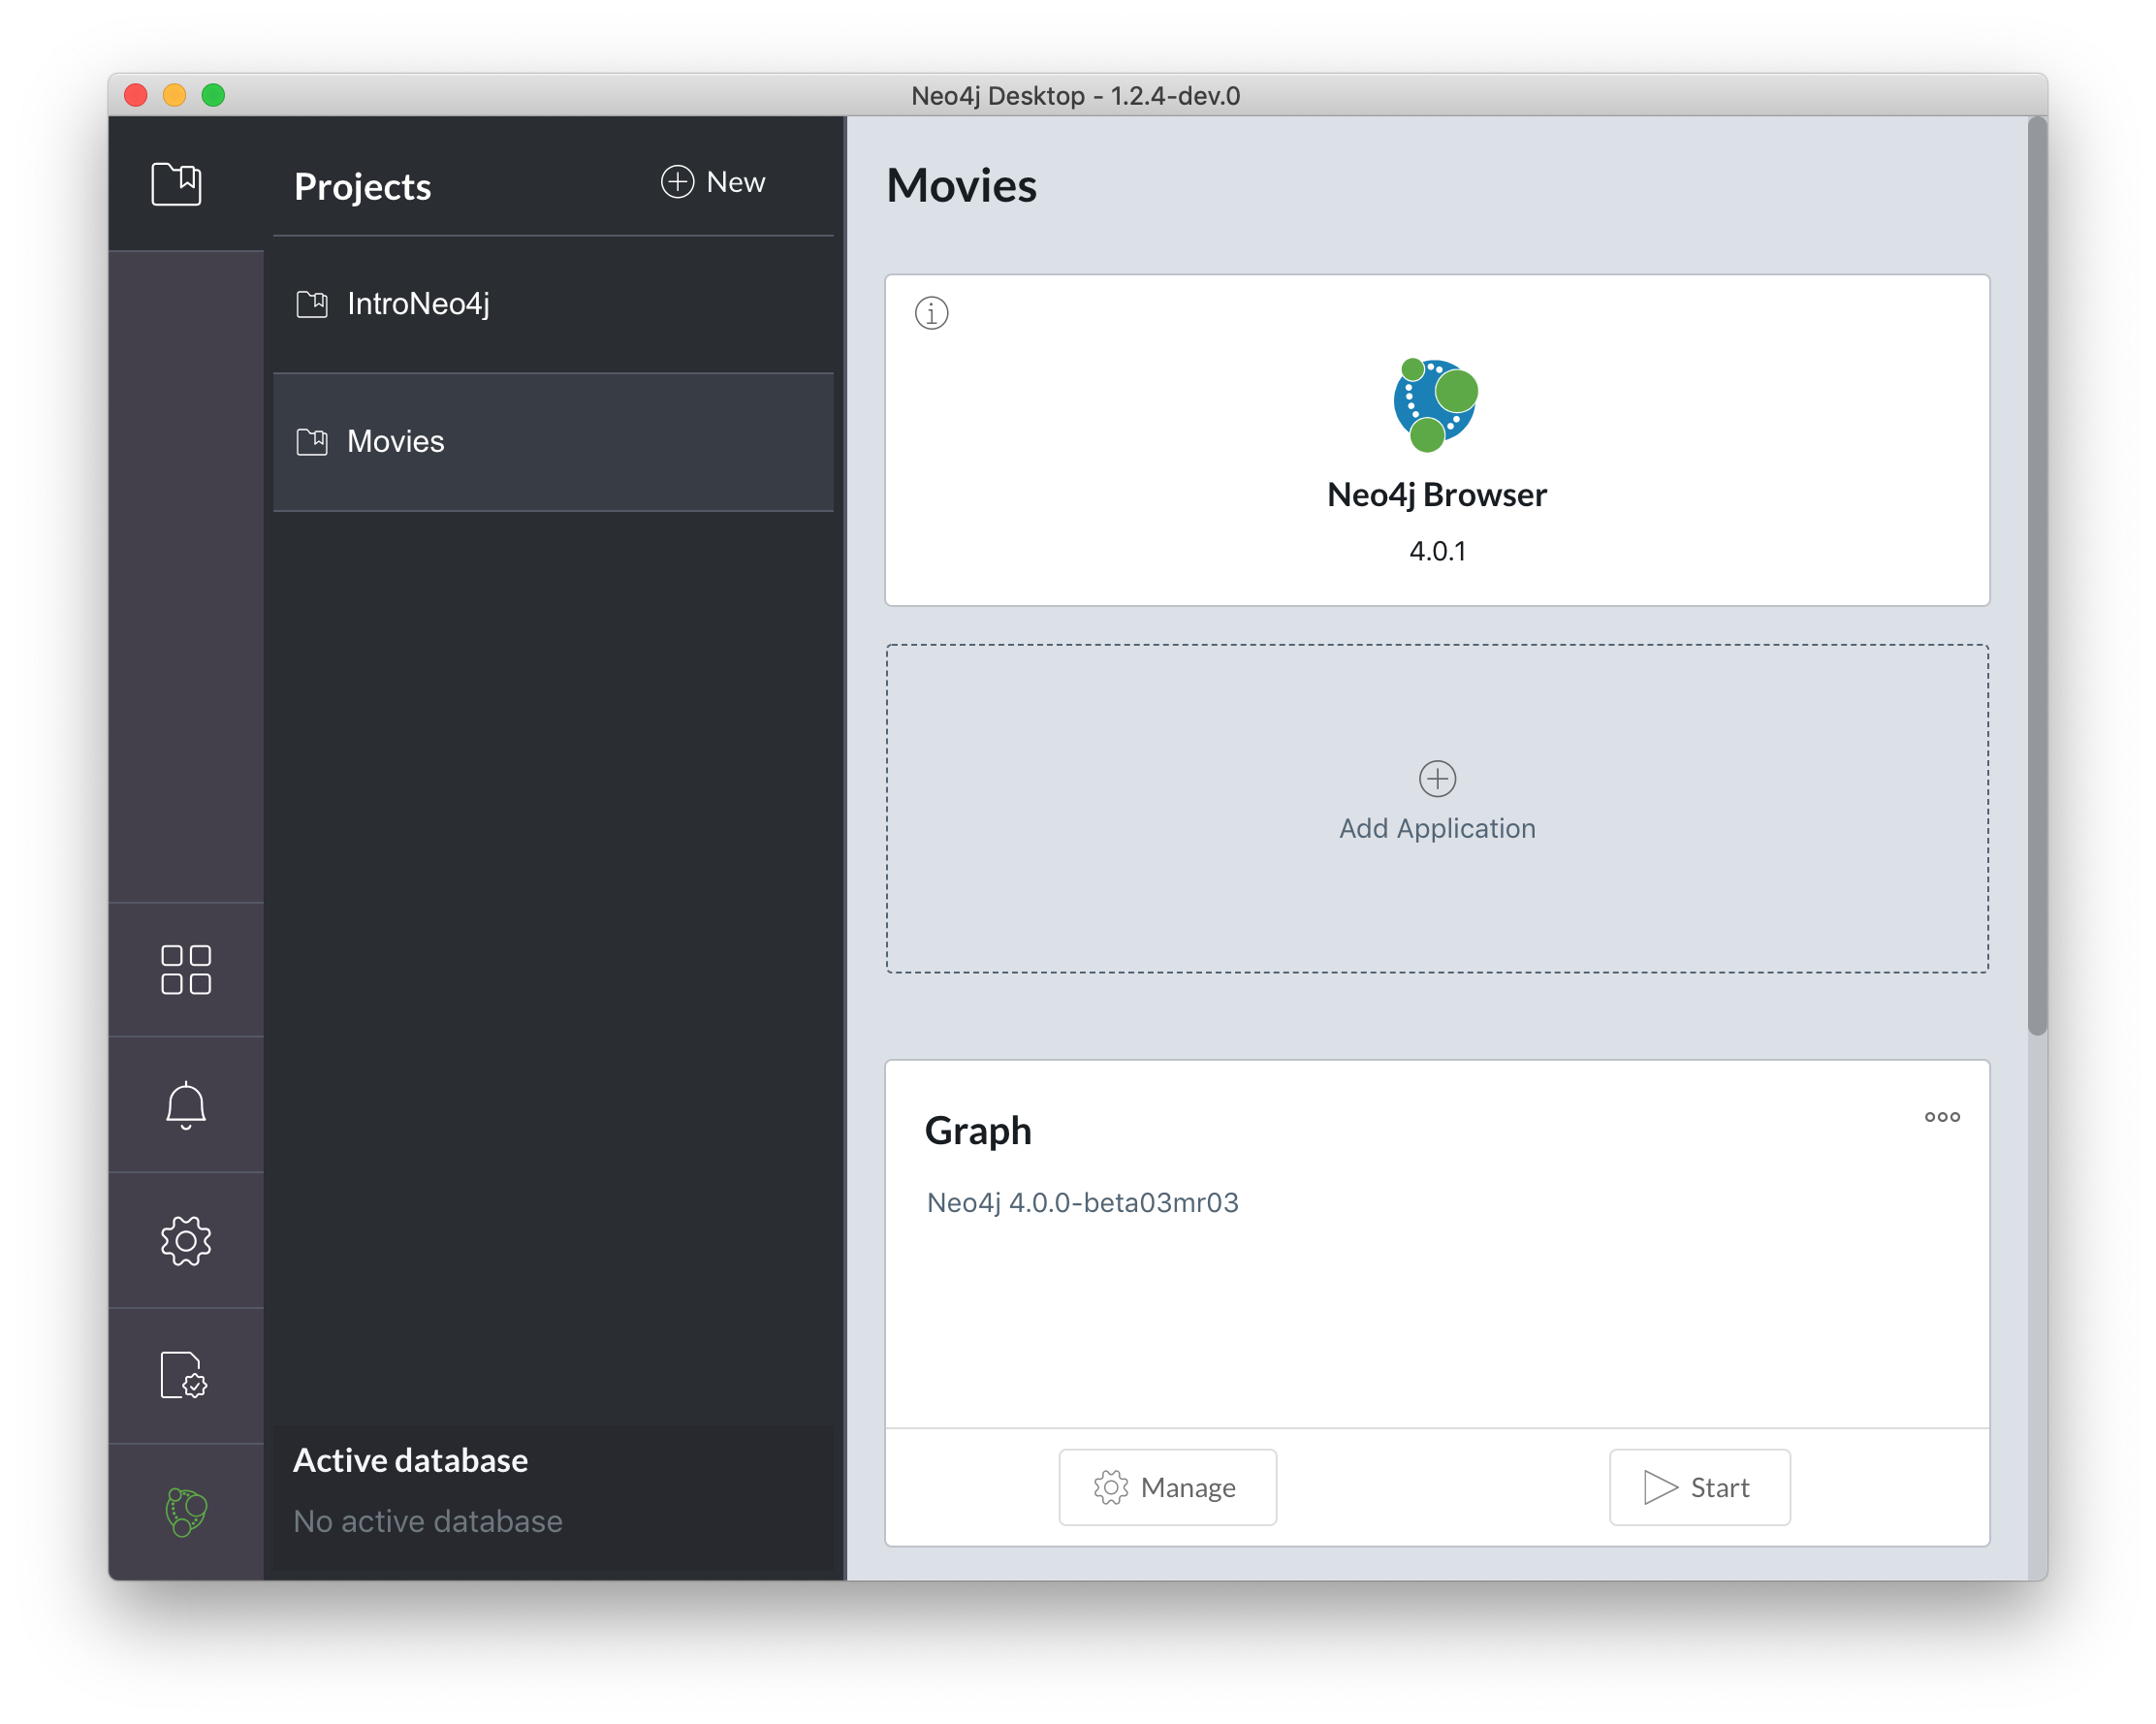 Neo4j Desktop - 1.2.4-dev.0
Projects
New
IntroNeo4j
Movies
Active database
No active database
Movies
Neo4j Browser
4.0.1
Add Application
Graph
Neo4j 4.0.0-beta03mr03
Manage
Start